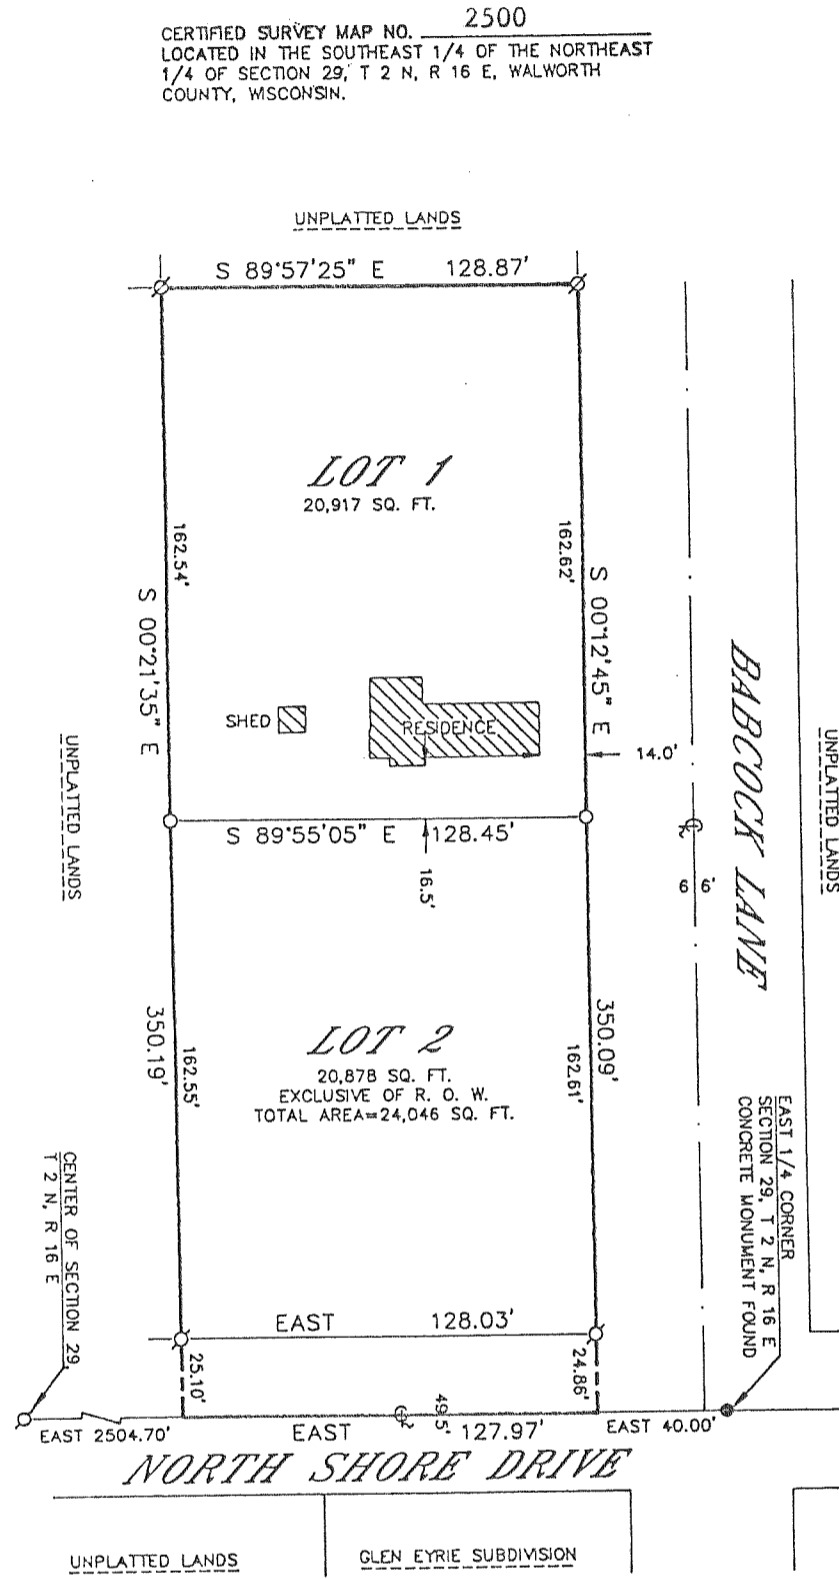 CERTIFIED SURVEY MAP NO. 2500
LOCATED IN THE SOUTHEAST 1/4 OF THE NORTHEAST
1/4 OF SECTION 29, T 2 N, R 16 E, WALWORTH
COUNTY, WISCONSIN.
UNPLATTED LANDS
S 89°57'25" E 128.87'
LOT 1
20,917 SQ. FT.
162.54'
162.62'
S 00°21'35" E
S 00°12'45" E
SHED
RESIDENCE
14.0'
BABCOCK LANE
UNPLATTED LANDS
UNPLATTED LANDS
S 89°55'05" E 128.45'
16.5'
6 6'
350.19'
350.09'
LOT 2
20,878 SQ. FT.
EXCLUSIVE OF R. O. W.
TOTAL AREA=24,046 SQ. FT.
162.55'
162.61'
EAST 1/4 CORNER
SECTION 29, T 2 N, R 16 E
CONCRETE MONUMENT FOUND
CENTER OF SECTION 29,
T 2 N, R 16 E
EAST 128.03'
25.10'
24.86'
EAST 2504.70'
EAST
49.5'
127.97'
EAST 40.00'
NORTH SHORE DRIVE
UNPLATTED LANDS
GLEN EYRIE SUBDIVISION